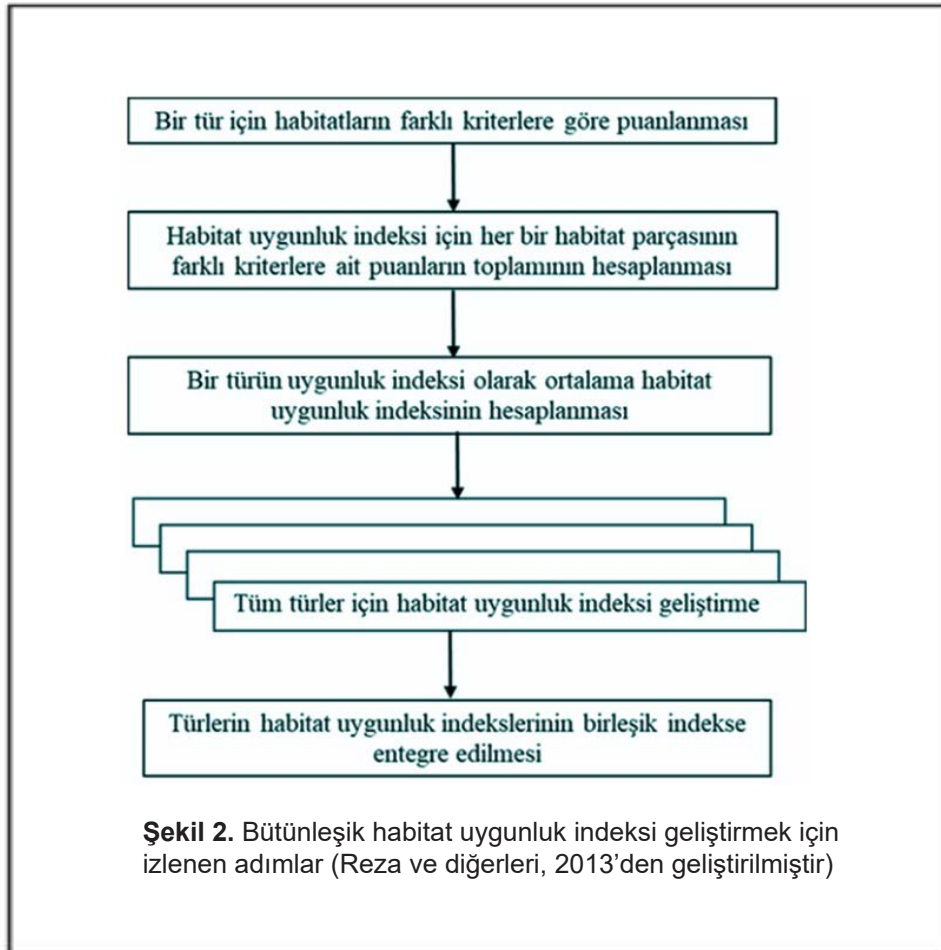 Bir tür için habitatların farklı kriterlere göre puanlanması
Habitat uygunluk indeksi için her bir habitat parçasının
farklı kriterlere ait puanların toplamının hesaplanması
Bir türün uygunluk indeksi olarak ortalama habitat
uygunluk indeksinin hesaplanması
Tüm türler için habitat uygunluk indeksi geliştirme
Türlerin habitat uygunluk indekslerinin birleşik indekse
entegre edilmesi
Şekil 2. Bütünleşik habitat uygunluk indeksi geliştirmek için
izlenen adımlar (Reza ve diğerleri, 2013’den geliştirilmiştir)